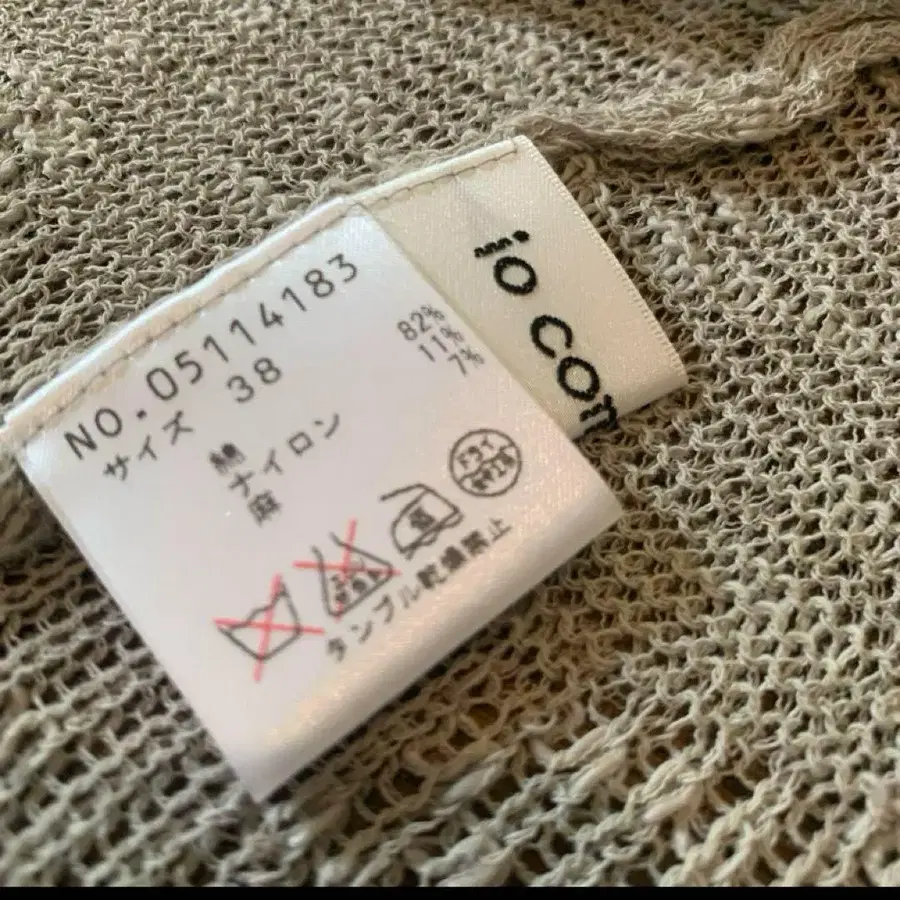 NO.05114183
サイズ 38
綿 82%
ナイロン 11%
麻 7%
ドライ
タンブル乾燥禁止
io com